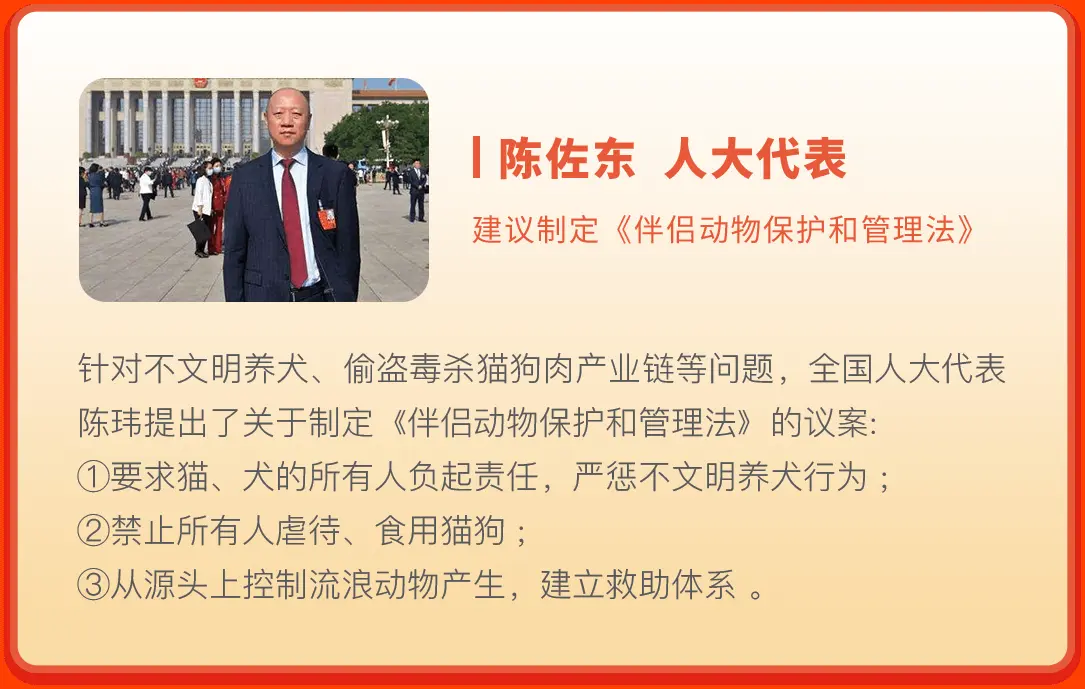 陈佐东 人大代表
建议制定《伴侣动物保护和管理法》
针对不文明养犬、偷盗毒杀猫狗肉产业链等问题，全国人大代表
陈玮提出了关于制定《伴侣动物保护和管理法》的议案:
①要求猫、犬的所有人负起责任，严惩不文明养犬行为；
②禁止所有人虐待、食用猫狗；
③从源头上控制流浪动物产生，建立救助体系 。